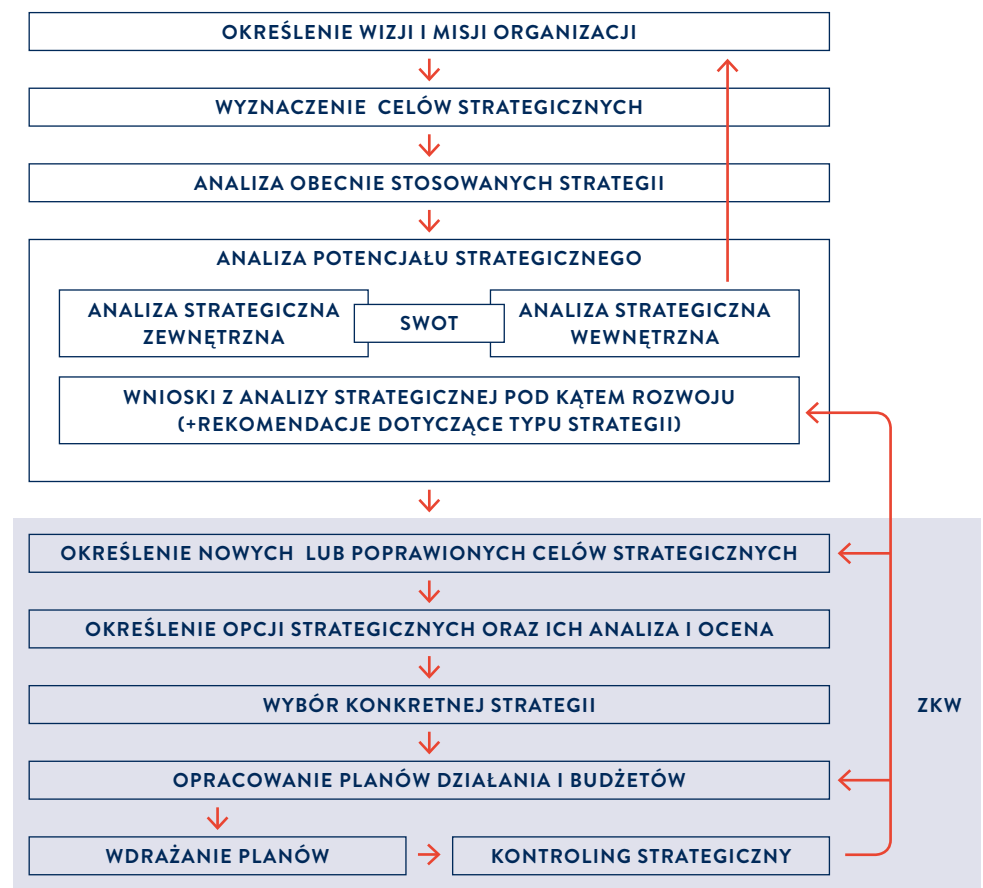 OKREŚLENIE WIZJI I MISJI ORGANIZACJI
WYZNACZENIE CELÓW STRATEGICZNYCH
ANALIZA OBECNIE STOSOWANYCH STRATEGII
ANALIZA POTENCJAŁU STRATEGICZNEGO
ANALIZA STRATEGICZNA
ZEWNĘTRZNA
SWOT
ANALIZA STRATEGICZNA
WEWNĘTRZNA
WNIOSKI Z ANALIZY STRATEGICZNEJ POD KĄTEM ROZWOJU
(+REKOMENDACJE DOTYCZĄCE TYPU STRATEGII)
OKREŚLENIE NOWYCH LUB POPRAWIONYCH CELÓW STRATEGICZNYCH
OKREŚLENIE OPCJI STRATEGICZNYCH ORAZ ICH ANALIZA I OCENA
WYBÓR KONKRETNEJ STRATEGII
ZKW
OPRACOWANIE PLANÓW DZIAŁANIA I BUDŻETÓW
WDRAŻANIE PLANÓW
KONTROLING STRATEGICZNY